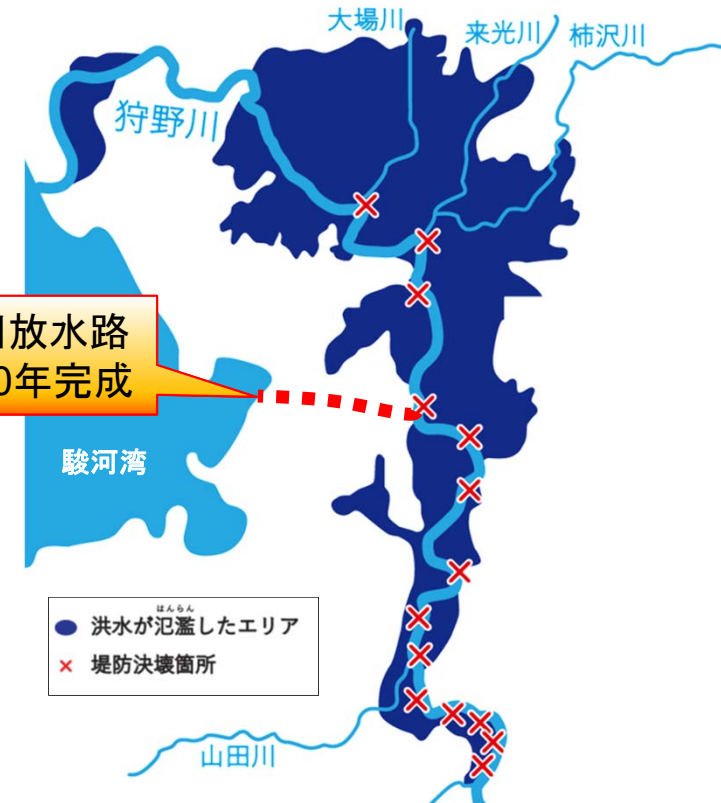 大場川
来光川
柿沢川
狩野川
放水路
0年完成
駿河湾
はんらん
洪水が氾濫したエリア
堤防決壊箇所
山田川